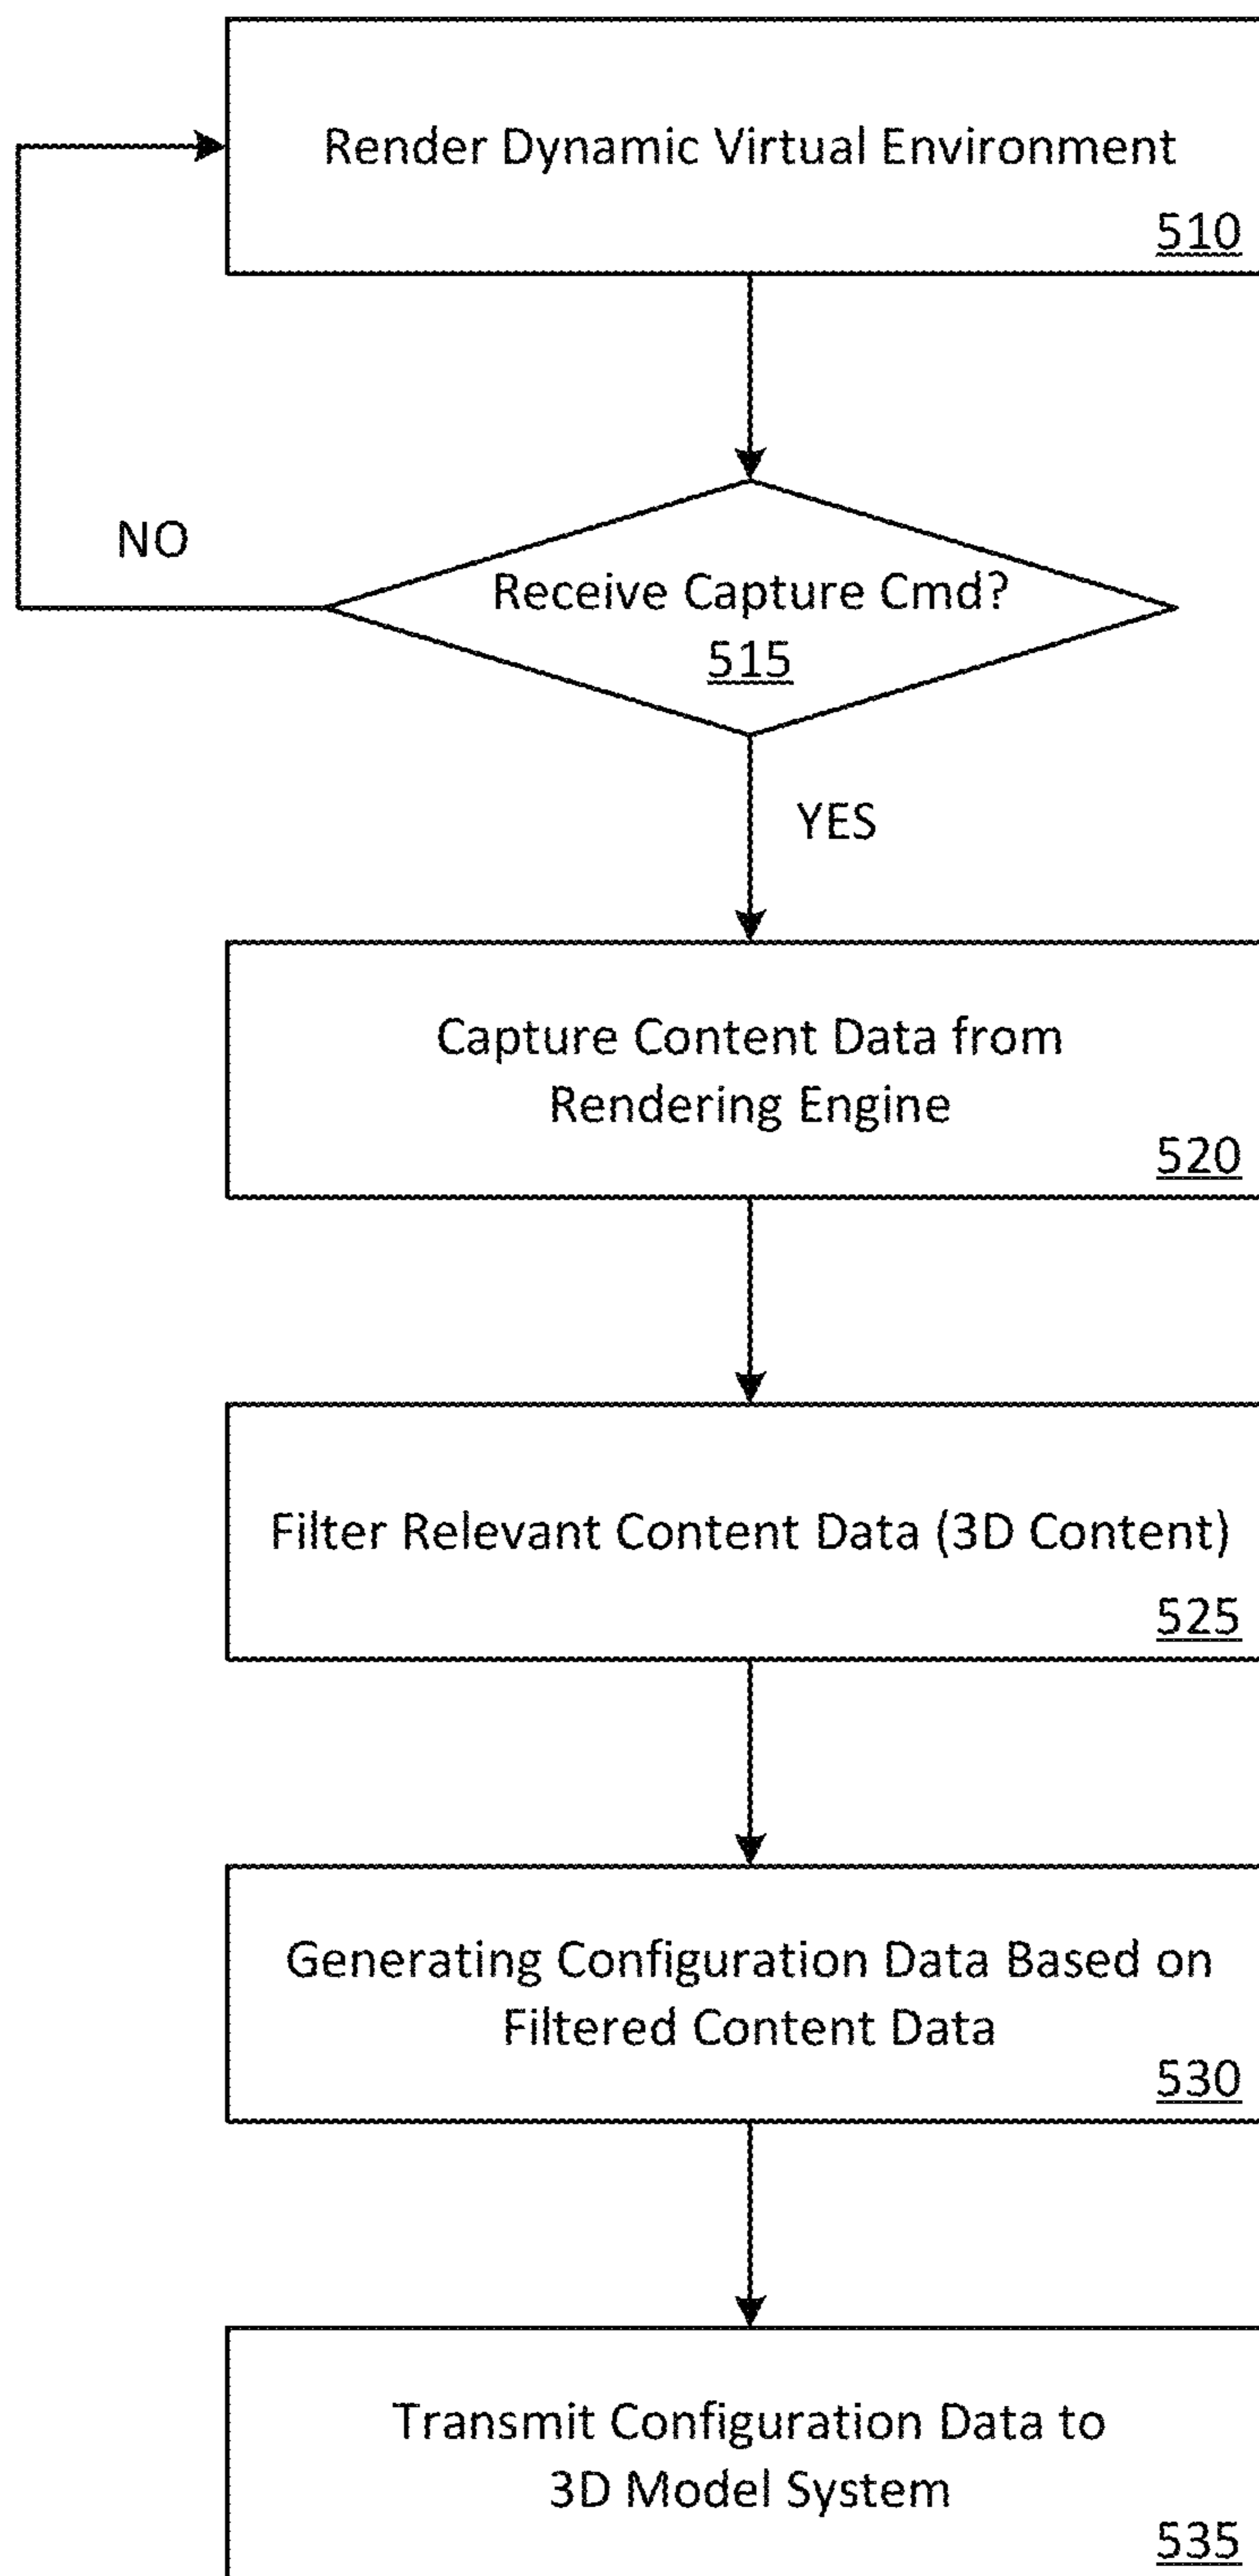 Render Dynamic Virtual Environment
510
NO
Receive Capture Cmd?
515
YES
Capture Content Data from
Rendering Engine
520
Filter Relevant Content Data (3D Content)
525
Generating Configuration Data Based on
Filtered Content Data
530
Transmit Configuration Data to
3D Model System
535